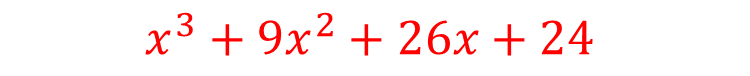 x³ + 9x² + 26x + 24